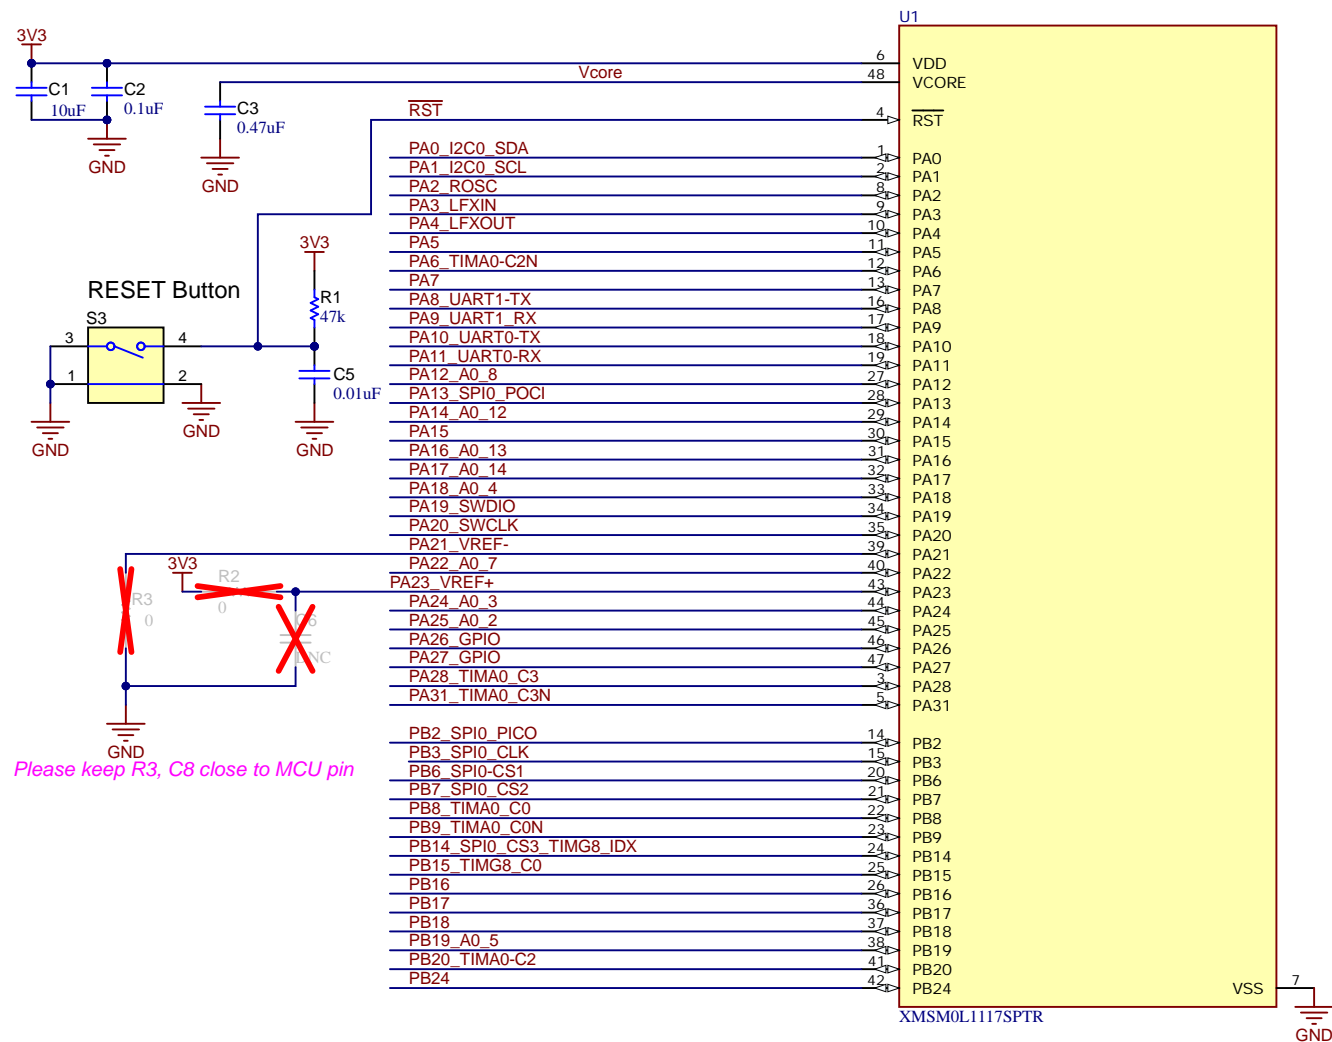 U1
3V3
6 VDD
Vcore 48 VCORE
C1 10uF
C2 0.1uF
C3 0.47uF
GND
GND
RST 4 RST
PA0_I2C0_SDA 1 PA0
PA1_I2C0_SCL 2 PA1
PA2_ROSC 8 PA2
PA3_LFXIN 9 PA3
PA4_LFXOUT 10 PA4
PA5 11 PA5
PA6_TIMA0-C2N 12 PA6
PA7 13 PA7
PA8_UART1-TX 16 PA8
PA9_UART1_RX 17 PA9
PA10_UART0-TX 18 PA10
PA11_UART0-RX 19 PA11
PA12_A0_8 27 PA12
PA13_SPI0_POCI 28 PA13
PA14_A0_12 29 PA14
PA15 30 PA15
PA16_A0_13 31 PA16
PA17_A0_14 32 PA17
PA18_A0_4 33 PA18
PA19_SWDIO 34 PA19
PA20_SWCLK 35 PA20
PA21_VREF- 39 PA21
PA22_A0_7 40 PA22
PA23_VREF+ 43 PA23
PA24_A0_3 44 PA24
PA25_A0_2 45 PA25
PA26_GPIO 46 PA26
PA27_GPIO 47 PA27
PA28_TIMA0_C3 3 PA28
PA31_TIMA0_C3N 5 PA31
PB2_SPI0_PICO 14 PB2
PB3_SPI0_CLK 15 PB3
PB6_SPI0-CS1 20 PB6
PB7_SPI0_CS2 21 PB7
PB8_TIMA0_C0 22 PB8
PB9_TIMA0_C0N 23 PB9
PB14_SPI0_CS3_TIMG8_IDX 24 PB14
PB15_TIMG8_C0 25 PB15
PB16 26 PB16
PB17 36 PB17
PB18 37 PB18
PB19_A0_5 38 PB19
PB20_TIMA0-C2 41 PB20
PB24 42 PB24
VSS 7
GND
XMSM0L1117SPTR
3V3
R1
47k
RESET Button
S3
3 4
1 2
C5
0.01uF
GND
GND
GND
3V3
R2
0
R3
0
GND
Please keep R3, C8 close to MCU pin